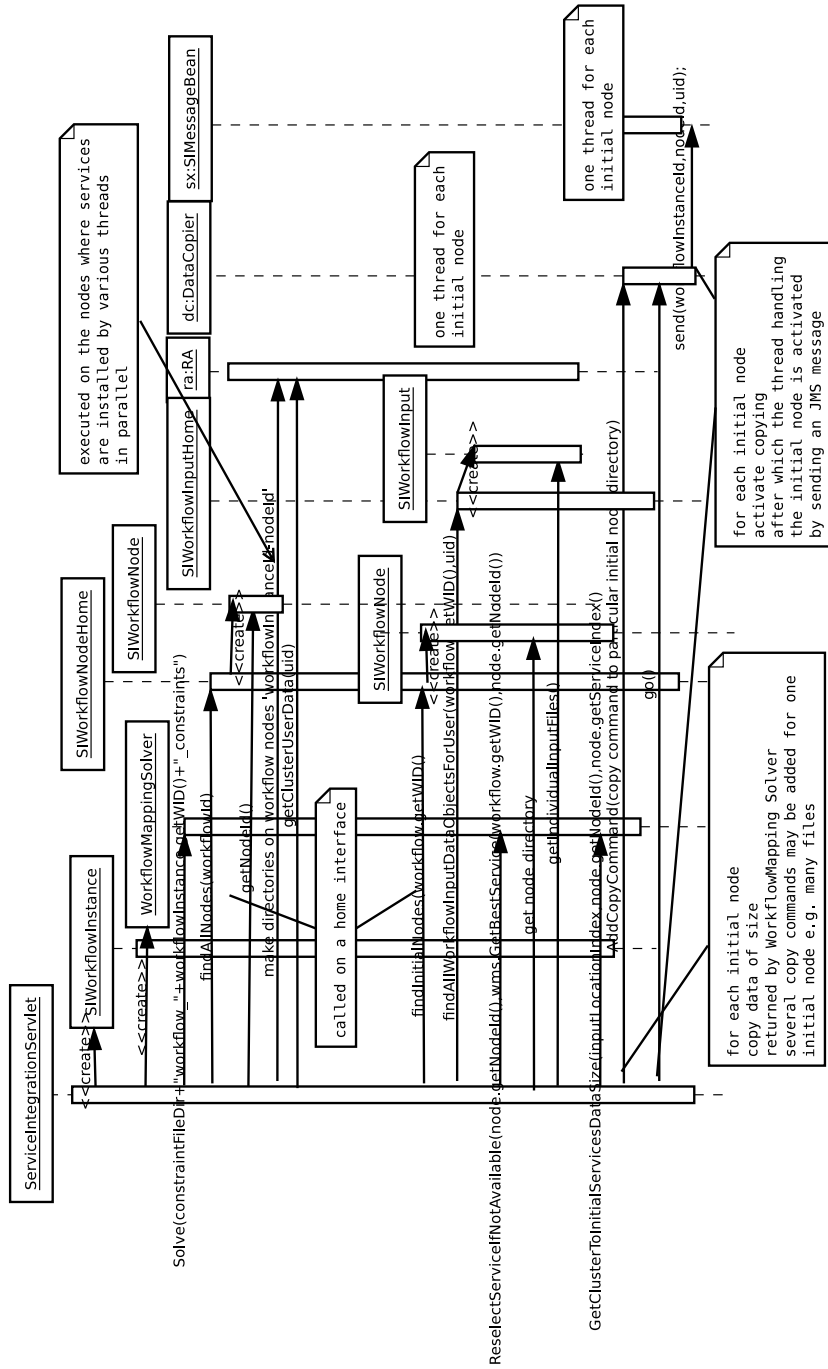 ServiceIntegrationServlet
SIWorkflowInstance
WorkflowMappingSolver
SIWorkflowNodeHome
SIWorkflowNode
SIWorkflowInputHome
ra:RA
dc:DataCopier
sx:SIMessageBean
executed on the nodes where services
are installed by various threads
in parallel
<<create>>
<<create>>
Solve(constraintFileDir+"workflow_"+workflowInstance.getWID()+"_constraints")
findAllNodes(workflowId)
<<create>>
getNodeId()
make directories on workflow nodes 'workflowInstanceId-nodeId'
getClusterUserData(uid)
called on a home interface
SIWorkflowNode
SIWorkflowInput
one thread for each
initial node
findInitialNodes(workflow.getWID()
<<create>>
findAllWorkflowInputDataObjectsForUser(workflow.getWID(),uid)
<<create>>
ReselectServiceIfNotAvailable(node.getNodeId(),wms.GetBestService(workflow.getWID(),node.getNodeId())
get node directory
getIndividualInputFiles()
GetClusterToInitialServicesDataSize(inputLocationIndex,node.getNodeId(),node.getServiceIndex()
AddCopyCommand(copy command to particular initial node directory)
go()
one thread for each
initial node
send(workflowInstanceId,nodeId,uid);
for each initial node
activate copying
after which the thread handling
the initial node is activated
by sending an JMS message
for each initial node
copy data of size
returned by WorkflowMapping Solver
several copy commands may be added for one
initial node e.g. many files